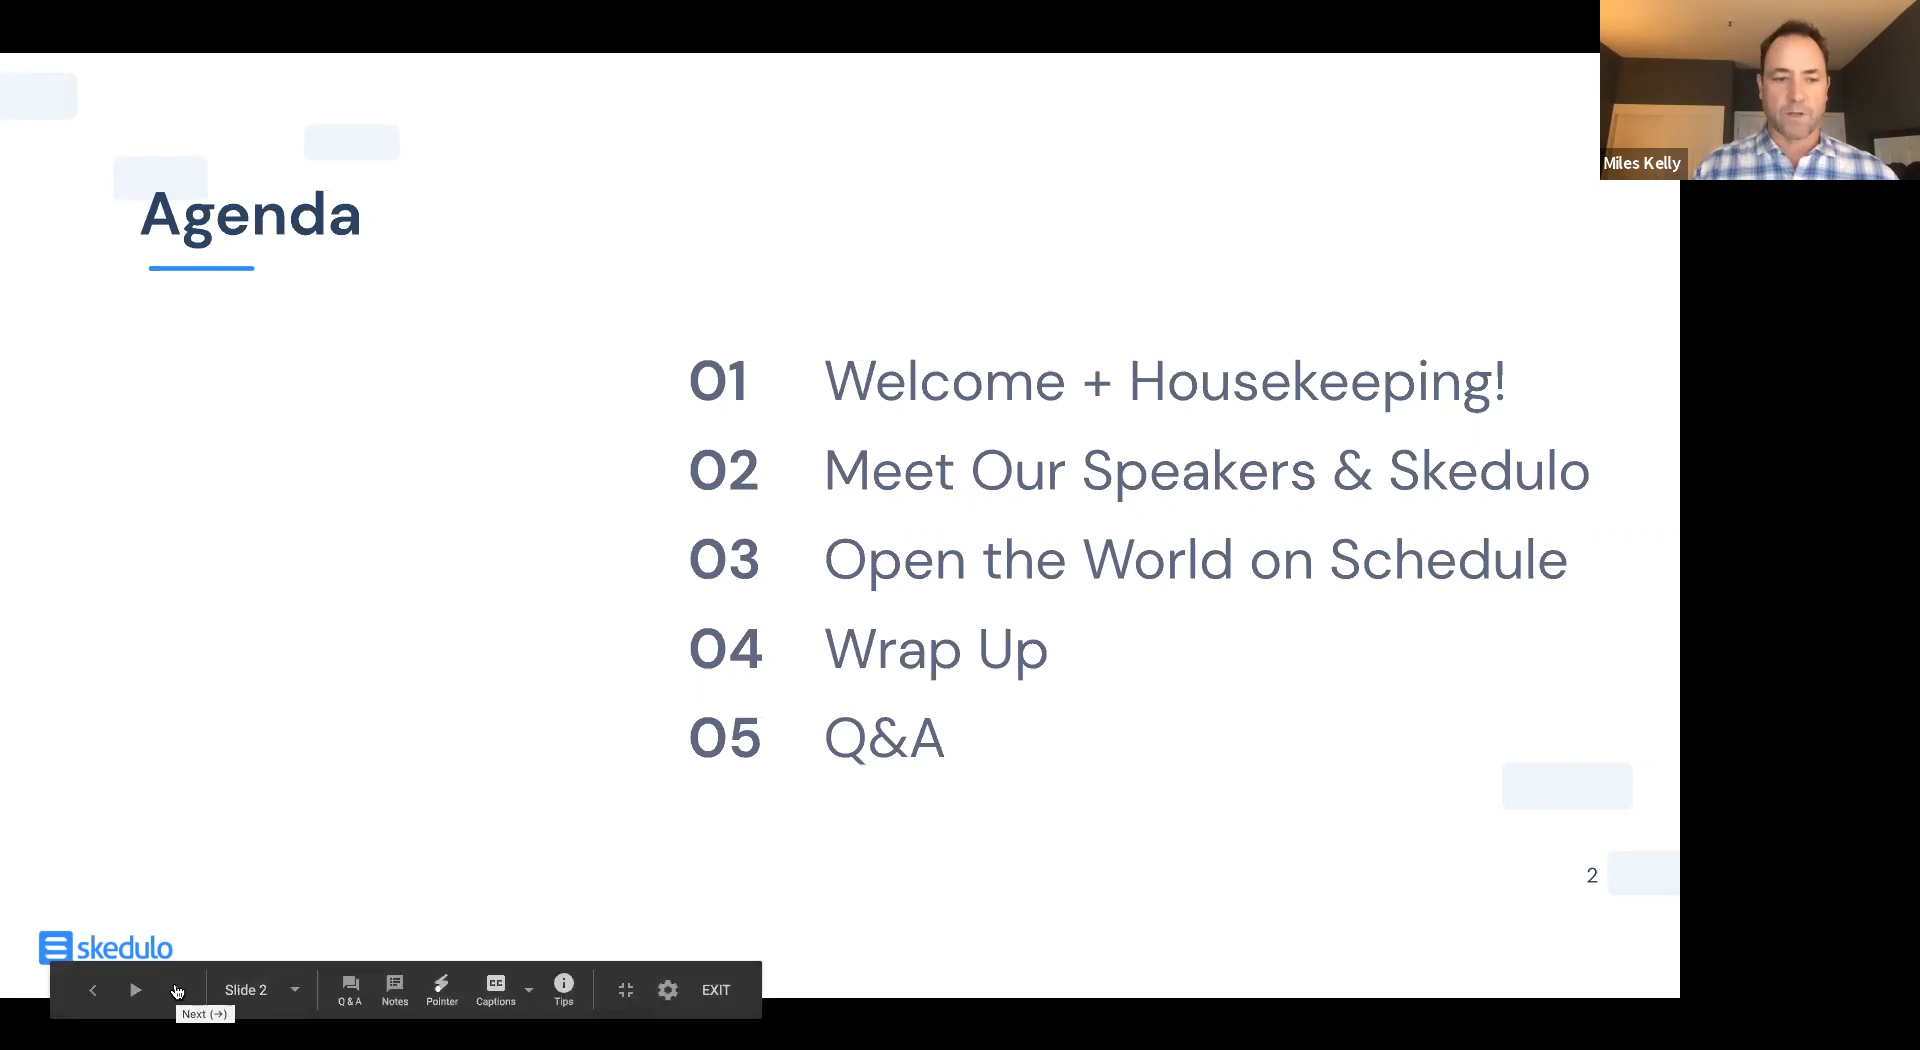 Miles Kelly
Agenda
01 Welcome + Housekeeping!
02 Meet Our Speakers & Skedulo
03 Open the World on Schedule
04 Wrap Up
05 Q&A
2
skedulo
Slide 2
Q & A
Notes
Pointer
CC
Captions
Tips
EXIT
Next (→)